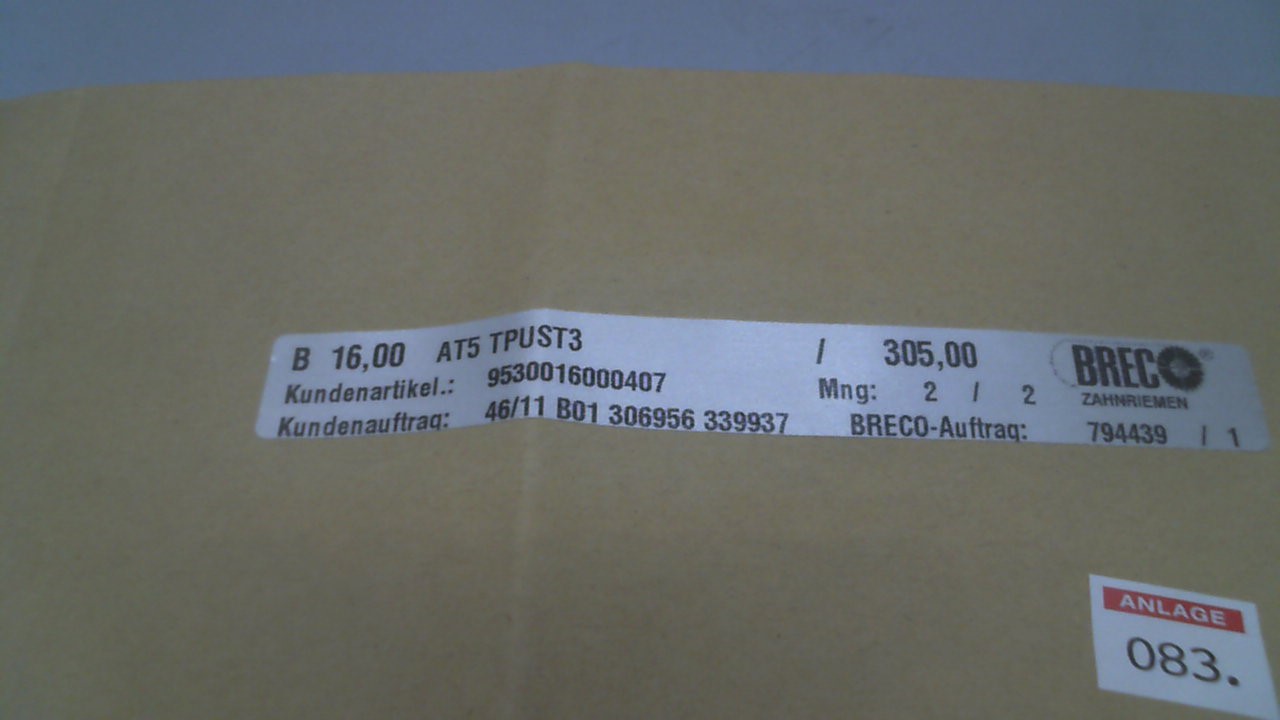 B 16,00 AT5 TPUST3 / 305,00
Kundenartikel.: 9530016000407 Mng: 2 / 2
Kundenauftrag: 46/11 B01 306956 339937 BRECO-Auftrag: 794439 / 1
BRECO®
ZAHNRIEMEN
ANLAGE
083.